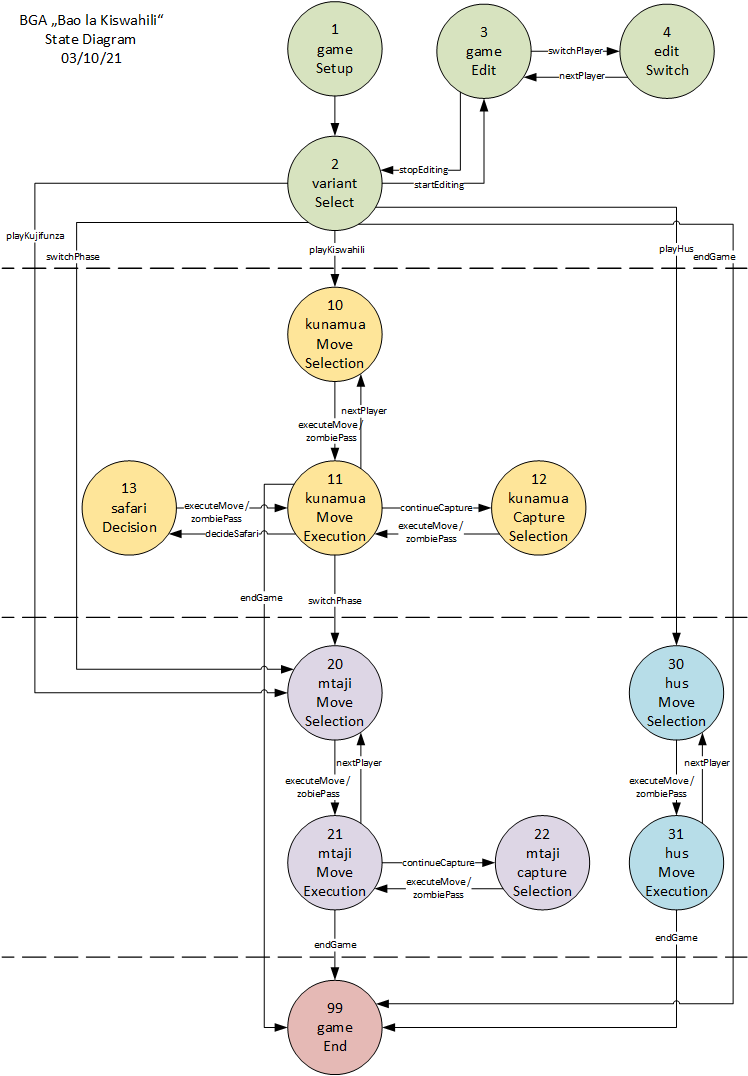 BGA „Bao la Kiswahili“
State Diagram
03/10/21
1
game
Setup
3
game
Edit
switchPlayer
nextPlayer
4
edit
Switch
stopEditing
startEditing
2
variant
Select
playKujifunza
switchPhase
playKiswahili
playHus
endGame
10
kunamua
Move
Selection
nextPlayer
executeMove /
zombiePass
13
safari
Decision
executeMove /
zombiePass
decideSafari
11
kunamua
Move
Execution
continueCapture
executeMove /
zombiePass
12
kunamua
Capture
Selection
endGame
switchPhase
20
mtaji
Move
Selection
30
hus
Move
Selection
nextPlayer
executeMove /
zobiePass
nextPlayer
executeMove /
zombiePass
21
mtaji
Move
Execution
continueCapture
executeMove /
zombiePass
22
mtaji
capture
Selection
31
hus
Move
Execution
endGame
endGame
99
game
End